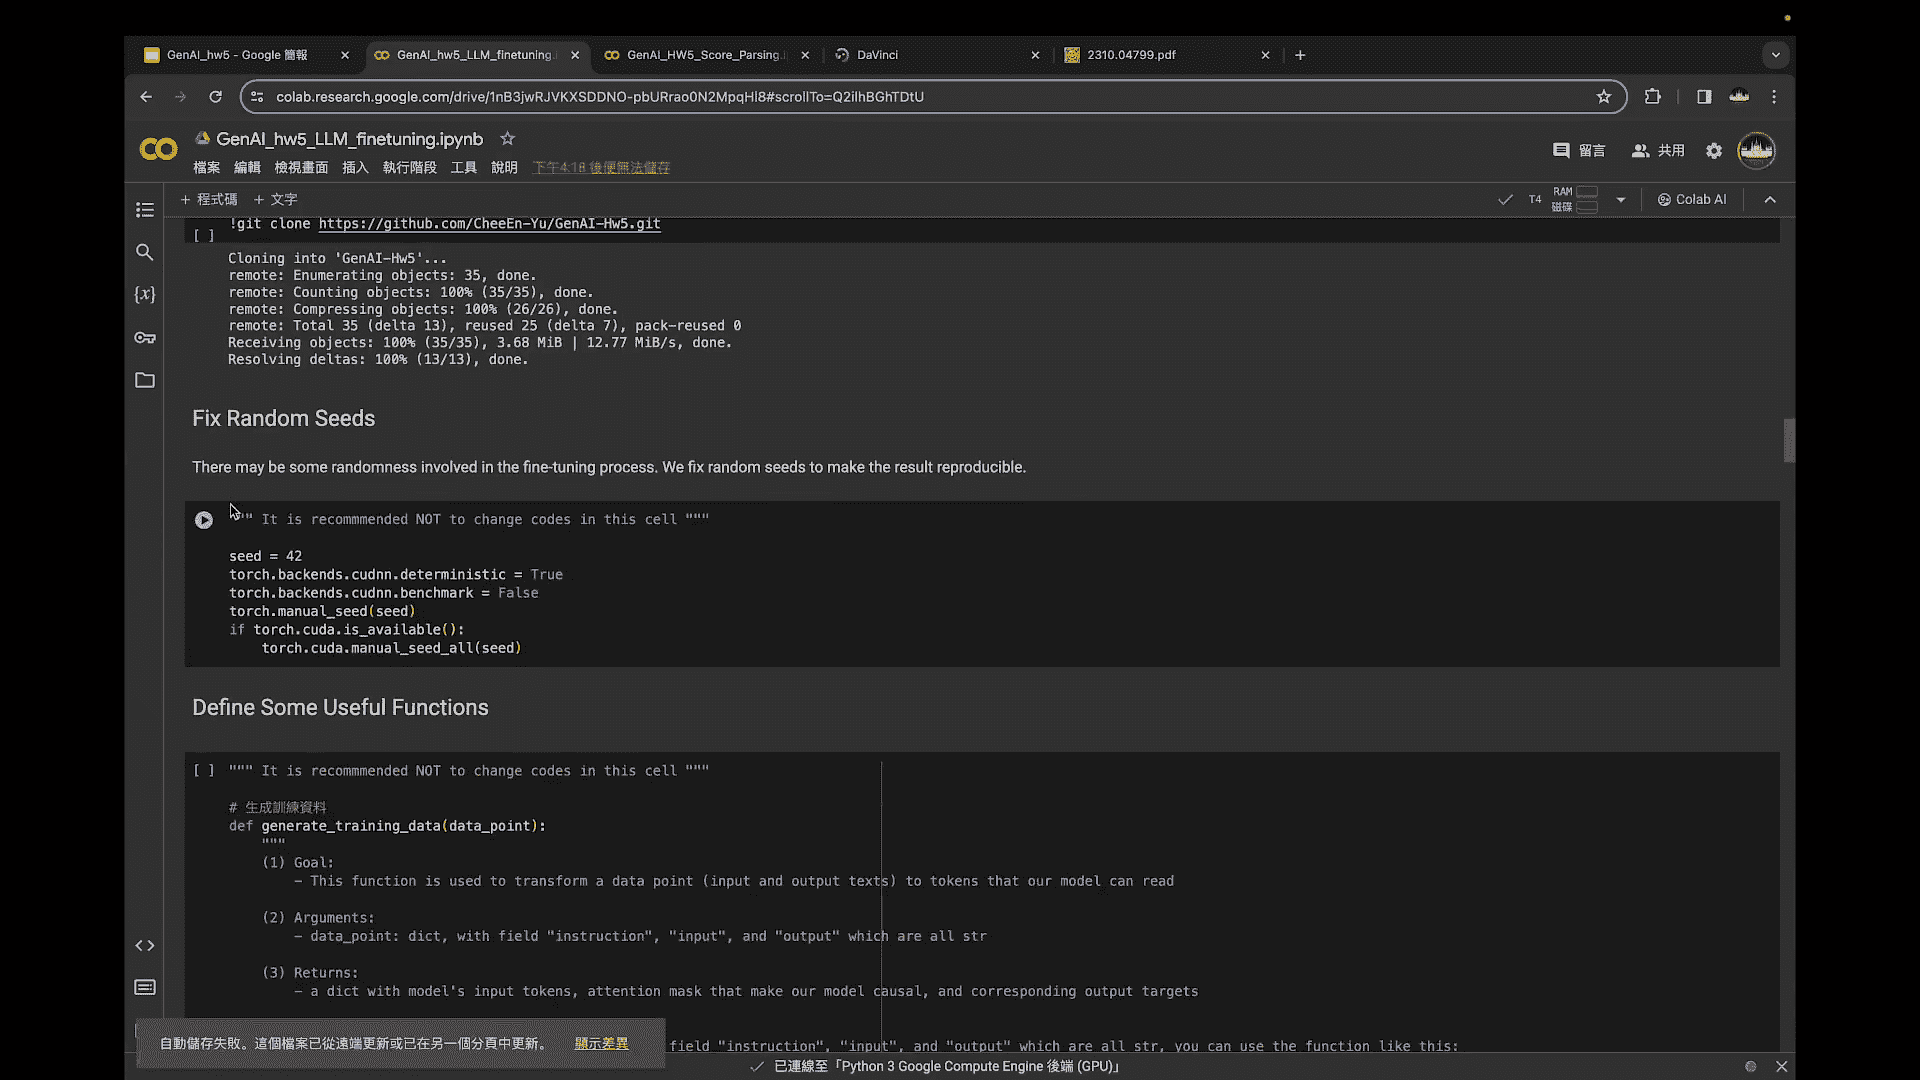 GenAI_hw5 - Google 簡報
GenAI_hw5_LLM_finetuning.
GenAI_HW5_Score_Parsing.i
DaVinci
2310.04799.pdf
colab.research.google.com/drive/1nB3jwRJVKXSDDNO-pbURrao0N2MpqHl8#scrollTo=Q2ilhBGhTDtU
GenAI_hw5_LLM_finetuning.ipynb
檔案 編輯 檢視畫面 插入 執行階段 工具 說明 下午4:18 後便無法儲存
留言 共用
+ 程式碼 + 文字
T4 RAM 磁碟 Colab AI
[ ] !git clone https://github.com/CheeEn-Yu/GenAI-Hw5.git
Cloning into 'GenAI-Hw5'...
remote: Enumerating objects: 35, done.
remote: Counting objects: 100% (35/35), done.
remote: Compressing objects: 100% (26/26), done.
remote: Total 35 (delta 13), reused 25 (delta 7), pack-reused 0
Receiving objects: 100% (35/35), 3.68 MiB | 12.77 MiB/s, done.
Resolving deltas: 100% (13/13), done.
Fix Random Seeds
There may be some randomness involved in the fine-tuning process. We fix random seeds to make the result reproducible.
""" It is recommmended NOT to change codes in this cell """
seed = 42
torch.backends.cudnn.deterministic = True
torch.backends.cudnn.benchmark = False
torch.manual_seed(seed)
if torch.cuda.is_available():
torch.cuda.manual_seed_all(seed)
Define Some Useful Functions
[ ] """ It is recommmended NOT to change codes in this cell """
# 生成訓練資料
def generate_training_data(data_point):
"""
(1) Goal:
- This function is used to transform a data point (input and output texts) to tokens that our model can read
(2) Arguments:
- data_point: dict, with field "instruction", "input", and "output" which are all str
(3) Returns:
- a dict with model's input tokens, attention mask that make our model causal, and corresponding output targets
field "instruction", "input", and "output" which are all str, you can use the function like this:
自動儲存失敗。這個檔案已從遠端更新或已在另一個分頁中更新。 顯示差異
已連線至「Python 3 Google Compute Engine 後端 (GPU)」